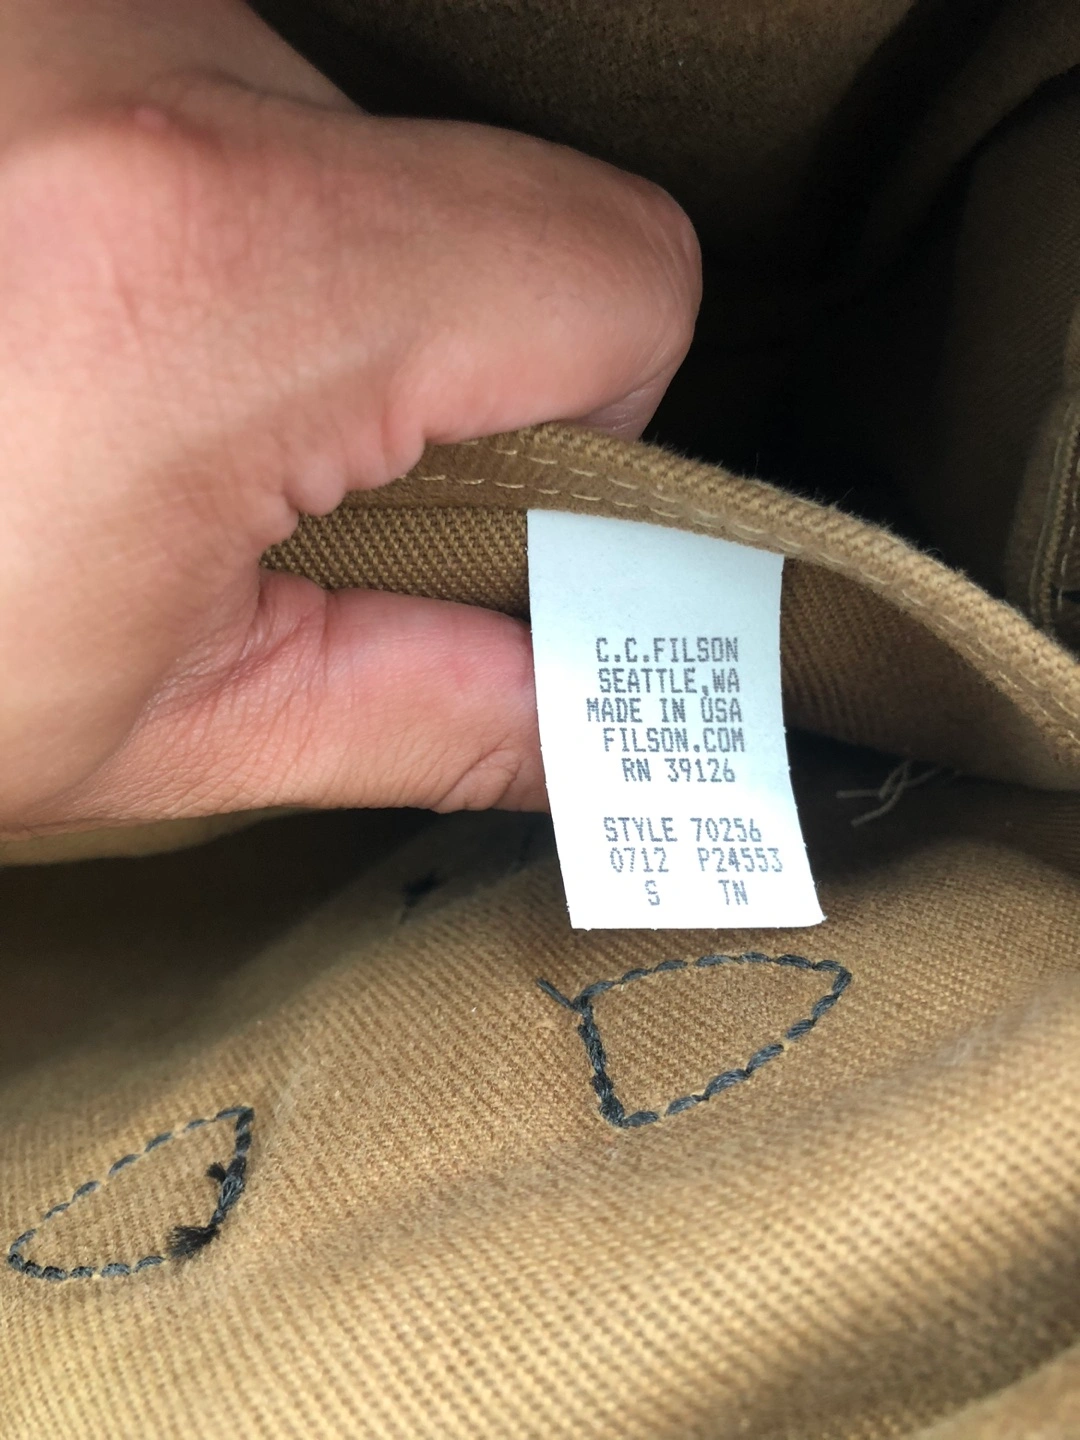 C.C.FILSON
SEATTLE,WA
MADE IN USA
FILSON.COM
RN 39126
STYLE 70256
0712 P24553
S TN